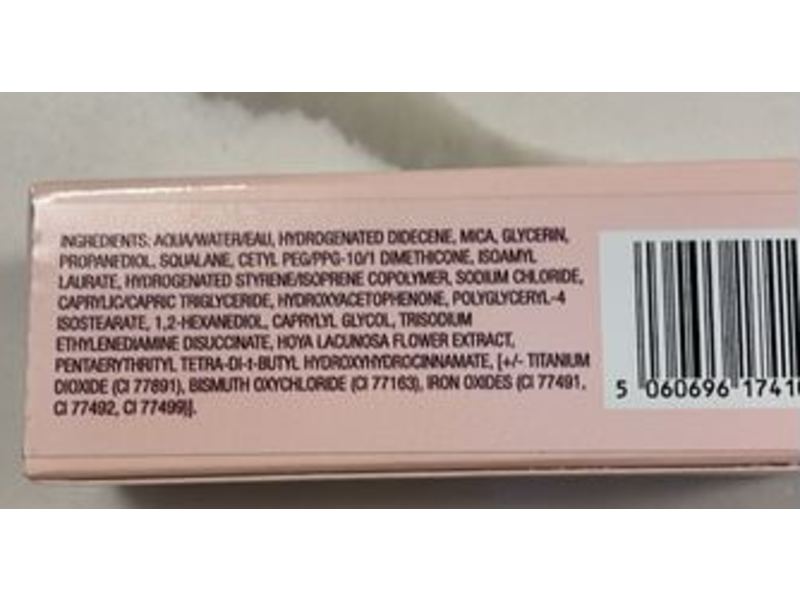 INGREDIENTS: AQUA/WATER/EAU, HYDROGENATED DIDECENE, MICA, GLYCERIN,
PROPANEDIOL, SQUALANE, CETYL PEG/PPG-10/1 DIMETHICONE, ISOAMYL
LAURATE, HYDROGENATED STYRENE/ISOPRENE COPOLYMER, SODIUM CHLORIDE,
CAPRYLIC/CAPRIC TRIGLYCERIDE, HYDROXYACETOPHENONE, POLYGLYCERYL-4
ISOSTEARATE, 1,2-HEXANEDIOL, CAPRYLYL GLYCOL, TRISODIUM
ETHYLENEDIAMINE DISUCCINATE, HOYA LACUNOSA FLOWER EXTRACT,
PENTAERYTHRITYL TETRA-DI-t-BUTYL HYDROXYHYDROCINNAMATE, [+/- TITANIUM
DIOXIDE (CI 77891), BISMUTH OXYCHLORIDE (CI 77163), IRON OXIDES (CI 77491,
CI 77492, CI 77499)].
5 060696 1741